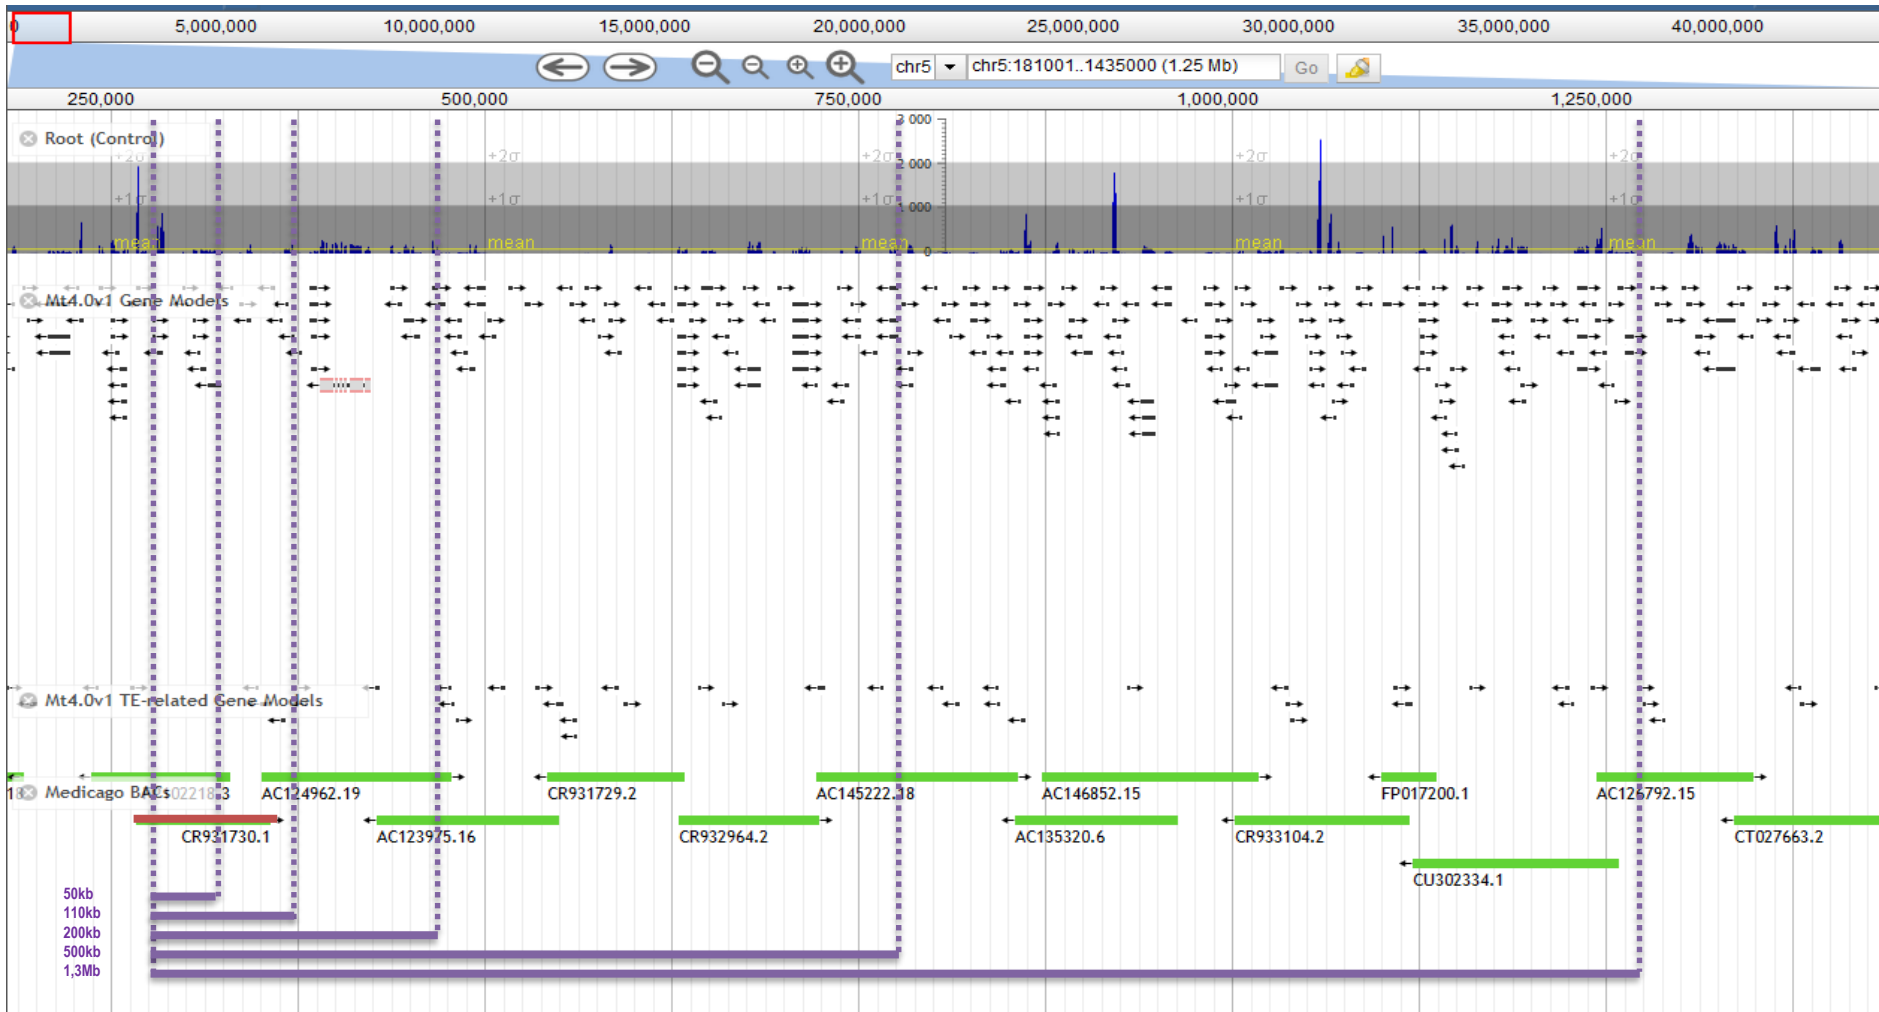 0 5,000,000 10,000,000 15,000,000 20,000,000 25,000,000 30,000,000 35,000,000 40,000,000
chr5 chr5:181001..1435000 (1.25 Mb) Go
250,000 500,000 750,000 1,000,000 1,250,000
3 000
Root (Control)
+2σ +2σ +2σ 2 000 +2σ +2σ
+1σ +1σ +1σ 1 000 +1σ +1σ
mean mean mean 0 mean mean
Mt4.0v1 Gene Models
Mt4.0v1 TE-related Gene Models
Medicago BACs 02218.3 AC124962.19 CR931729.2 AC145222.18 AC146852.15 FP017200.1 AC126792.15
CR931730.1 AC123975.16 CR932964.2 AC135320.6 CR933104.2 CT027663.2
CU302334.1
50kb
110kb
200kb
500kb
1,3Mb